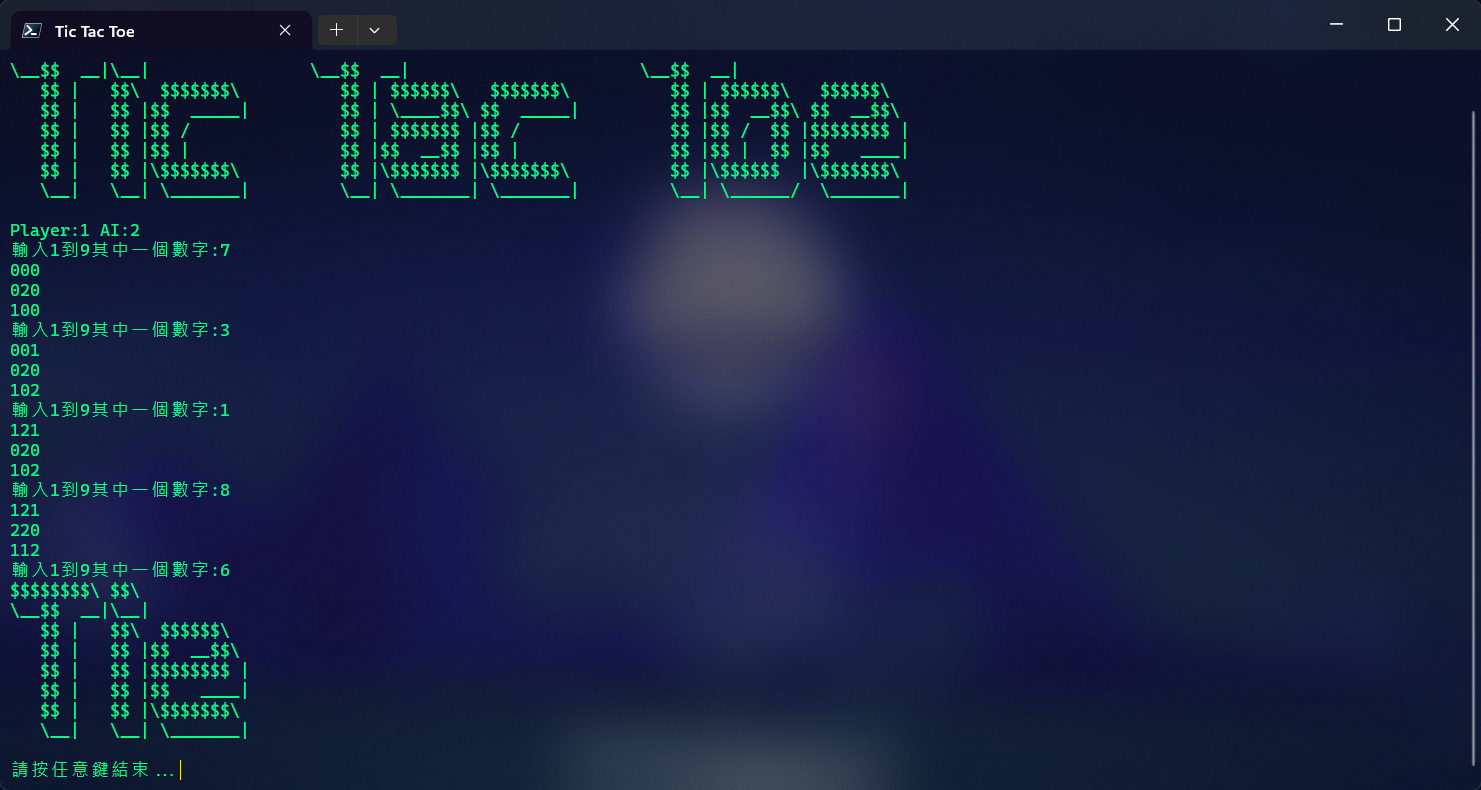 Tic Tac Toe
\__$$  __|\__|                \__$$  __|                       \__$$  __|
   $$ |   $$\  $$$$$$$\          $$ | $$$$$$\   $$$$$$$\          $$ | $$$$$$\   $$$$$$\
   $$ |   $$ |$$  _____|         $$ | \____$$\ $$  _____|         $$ |$$  __$$\ $$  __$$\
   $$ |   $$ |$$ /               $$ | $$$$$$$ |$$ /               $$ |$$ /  $$ |$$$$$$$$ |
   $$ |   $$ |$$ |               $$ |$$  __$$ |$$ |               $$ |$$ |  $$ |$$   ____|
   $$ |   $$ |\$$$$$$$\          $$ |\$$$$$$$ |\$$$$$$$\          $$ |\$$$$$$  |\$$$$$$$\
   \__|   \__| \_______|         \__| \_______| \_______|         \__| \______/  \_______|
Player:1 AI:2
輸入1到9其中一個數字:7
000
020
100
輸入1到9其中一個數字:3
001
020
102
輸入1到9其中一個數字:1
121
020
102
輸入1到9其中一個數字:8
121
220
112
輸入1到9其中一個數字:6
$$$$$$$$\ $$\
\__$$  __|\__|
   $$ |   $$\  $$$$$$\
   $$ |   $$ |$$  __$$\
   $$ |   $$ |$$$$$$$$ |
   $$ |   $$ |$$   ____|
   $$ |   $$ |\$$$$$$$\
   \__|   \__| \_______|
請按任意鍵結束 ...